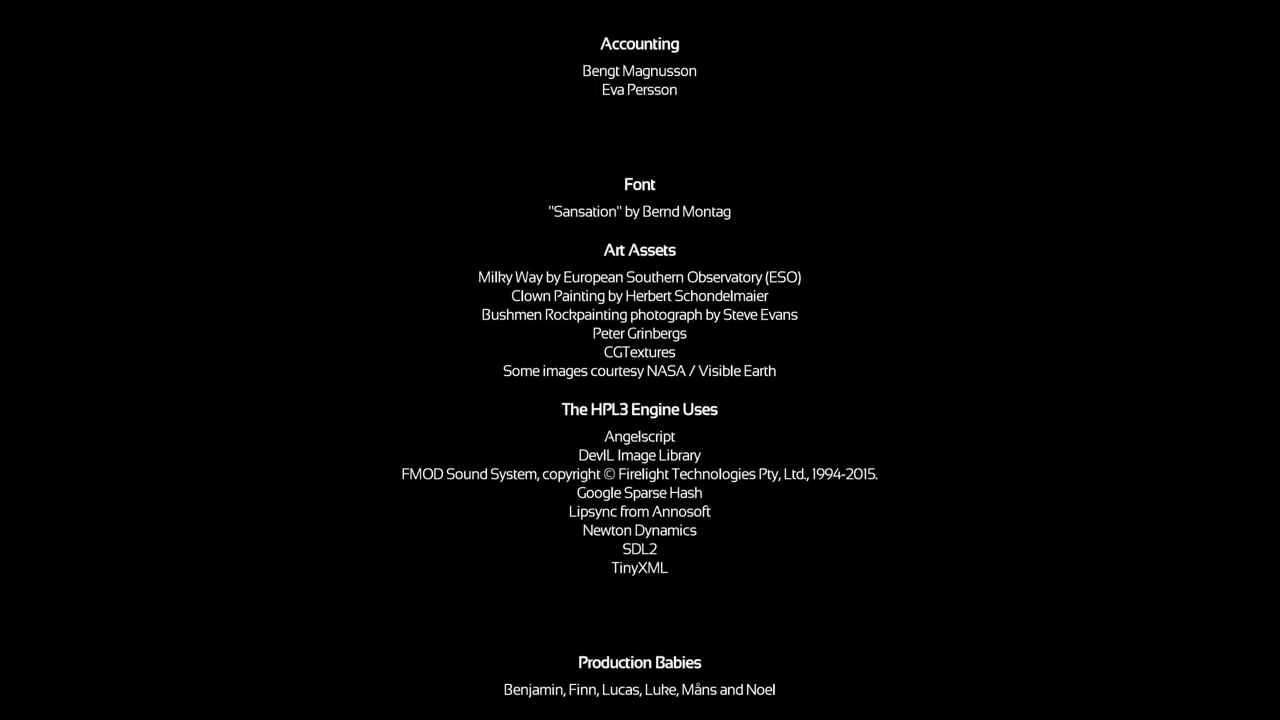 Accounting
Bengt Magnusson
Eva Persson
Font
"Sansation" by Bernd Montag
Art Assets
Milky Way by European Southern Observatory (ESO)
Clown Painting by Herbert Schondelmaier
Bushmen Rockpainting photograph by Steve Evans
Peter Grinbergs
CGTextures
Some images courtesy NASA / Visible Earth
The HPL3 Engine Uses
Angelscript
DevIL Image Library
FMOD Sound System, copyright © Firelight Technologies Pty, Ltd., 1994-2015.
Google Sparse Hash
Lipsync from Annosoft
Newton Dynamics
SDL2
TinyXML
Production Babies
Benjamin, Finn, Lucas, Luke, Måns and Noel